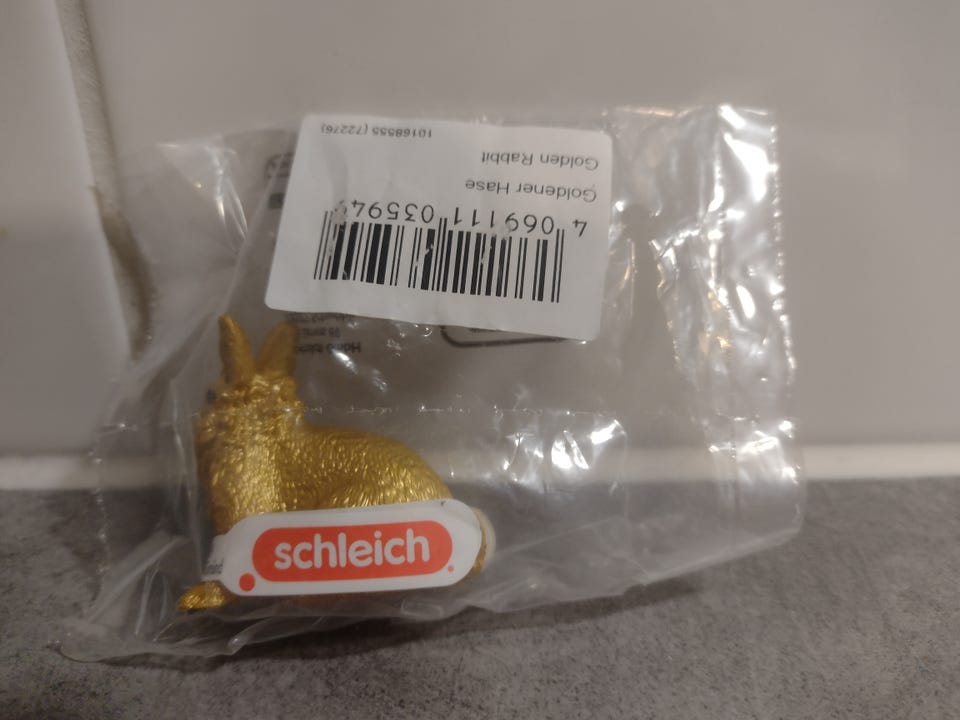 4 069111 035949
Goldener Hase
Golden Rabbit
10168555 (72276)
schleich